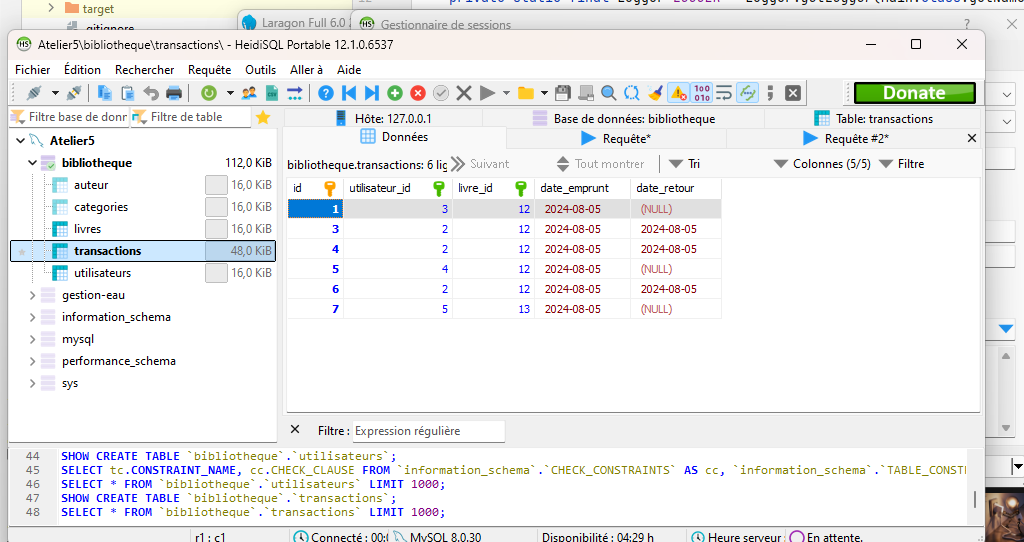 target
.gitignore
Laragon Full 6.0
Gestionnaire de sessions
?
Atelier5\bibliotheque\transactions\ - HeidiSQL Portable 12.1.0.6537
Fichier Édition Rechercher Requête Outils Aller à Aide
Donate
Filtre base de donr Filtre de table
Hôte: 127.0.0.1 Base de données: bibliotheque Table: transactions
Données Requête* Requête #2*
Atelier5
bibliotheque 112,0 KiB
auteur 16,0 KiB
categories 16,0 KiB
livres 16,0 KiB
transactions 48,0 KiB
utilisateurs 16,0 KiB
gestion-eau
information_schema
mysql
performance_schema
sys
bibliotheque.transactions: 6 lig Suivant Tout montrer Tri Colonnes (5/5) Filtre
id utilisateur_id livre_id date_emprunt date_retour
1 3 12 2024-08-05 (NULL)
3 2 12 2024-08-05 2024-08-05
4 2 12 2024-08-05 2024-08-05
5 4 12 2024-08-05 (NULL)
6 2 12 2024-08-05 2024-08-05
7 5 13 2024-08-05 (NULL)
Filtre : Expression régulière
44 SHOW CREATE TABLE `bibliotheque`.`utilisateurs`;
45 SELECT tc.CONSTRAINT_NAME, cc.CHECK_CLAUSE FROM `information_schema`.`CHECK_CONSTRAINTS` AS cc, `information_schema`.`TABLE_CONST
46 SELECT * FROM `bibliotheque`.`utilisateurs` LIMIT 1000;
47 SHOW CREATE TABLE `bibliotheque`.`transactions`;
48 SELECT * FROM `bibliotheque`.`transactions` LIMIT 1000;
r1 : c1 Connecté : 00:( MySQL 8.0.30 Disponibilité : 04:29 h Heure serveur En attente.